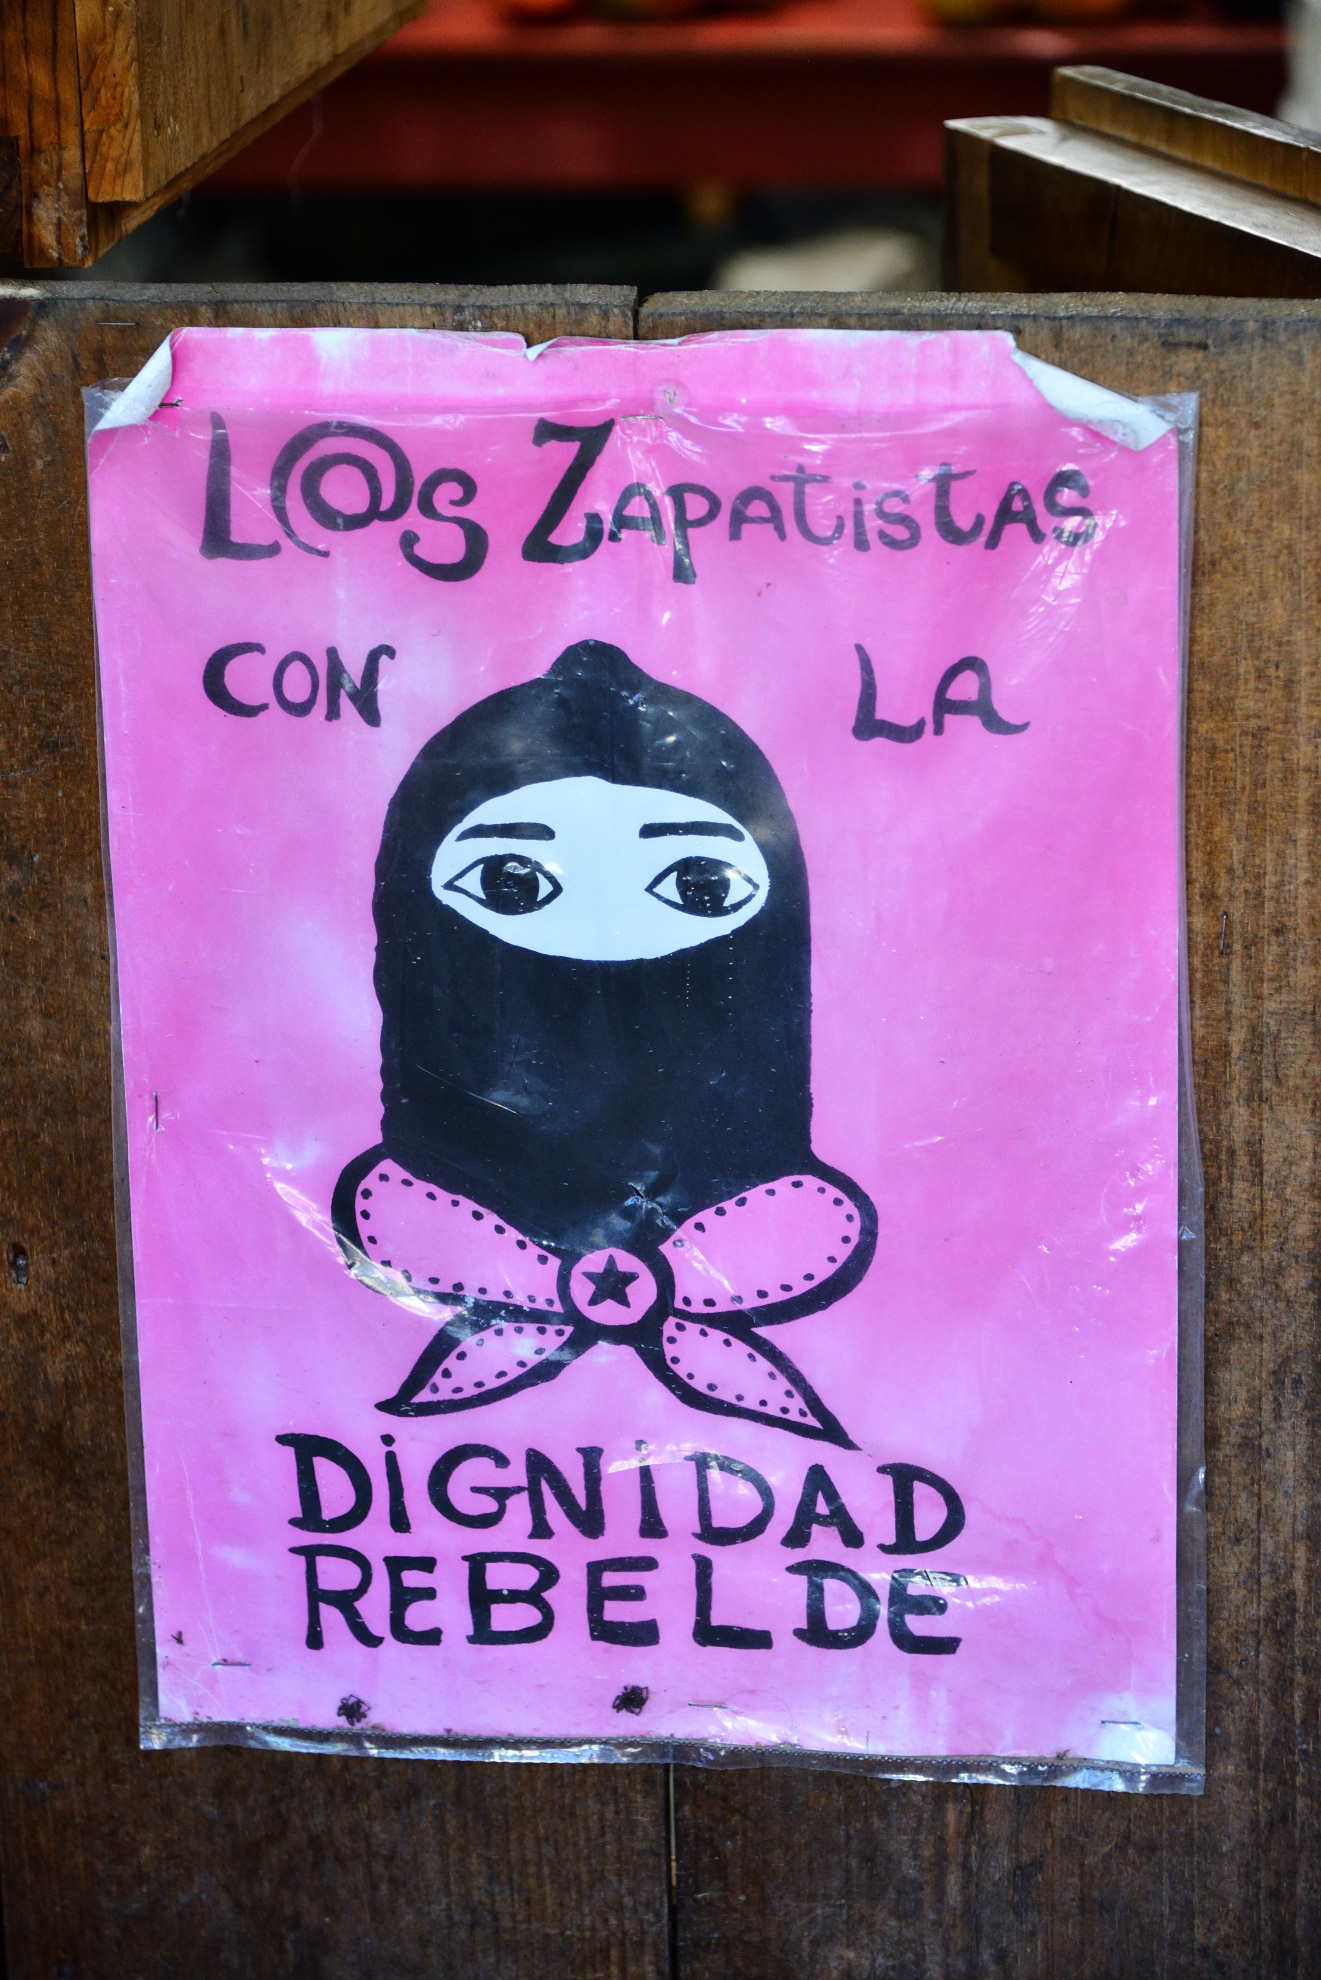 L@s Zapatistas
CON LA
DiGNiDAD
REBELDE